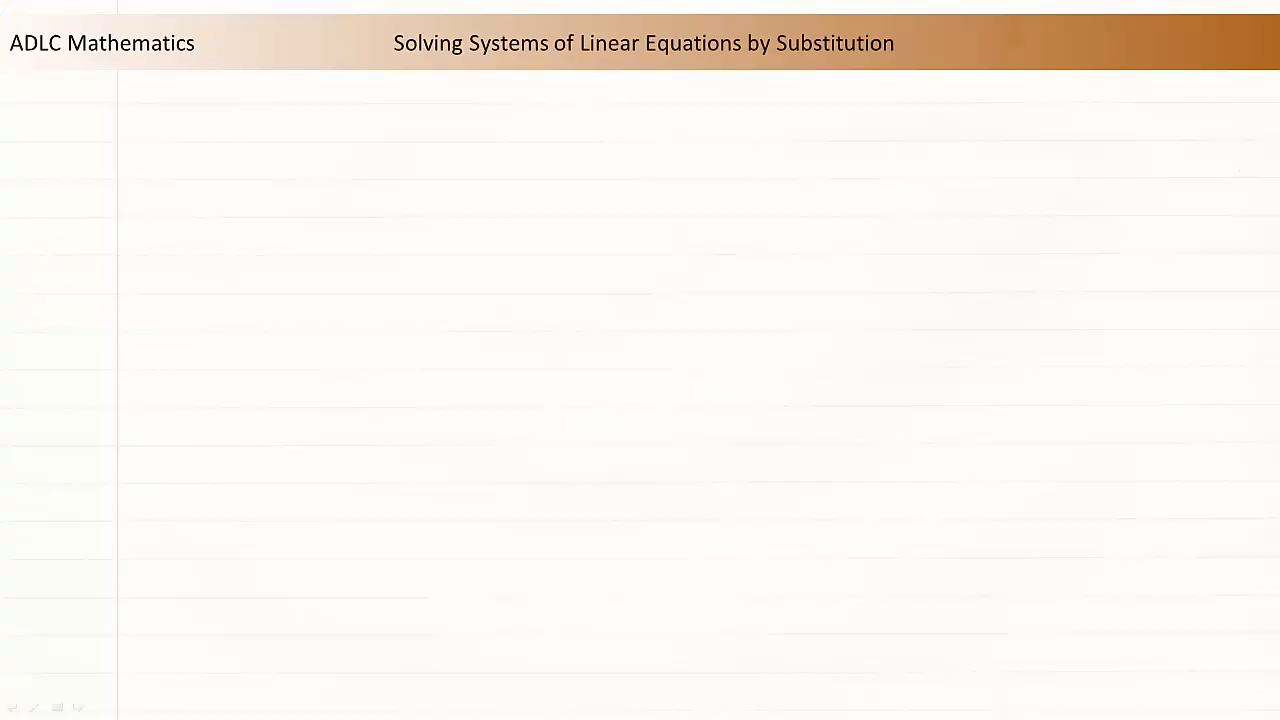 ADLC Mathematics
Solving Systems of Linear Equations by Substitution